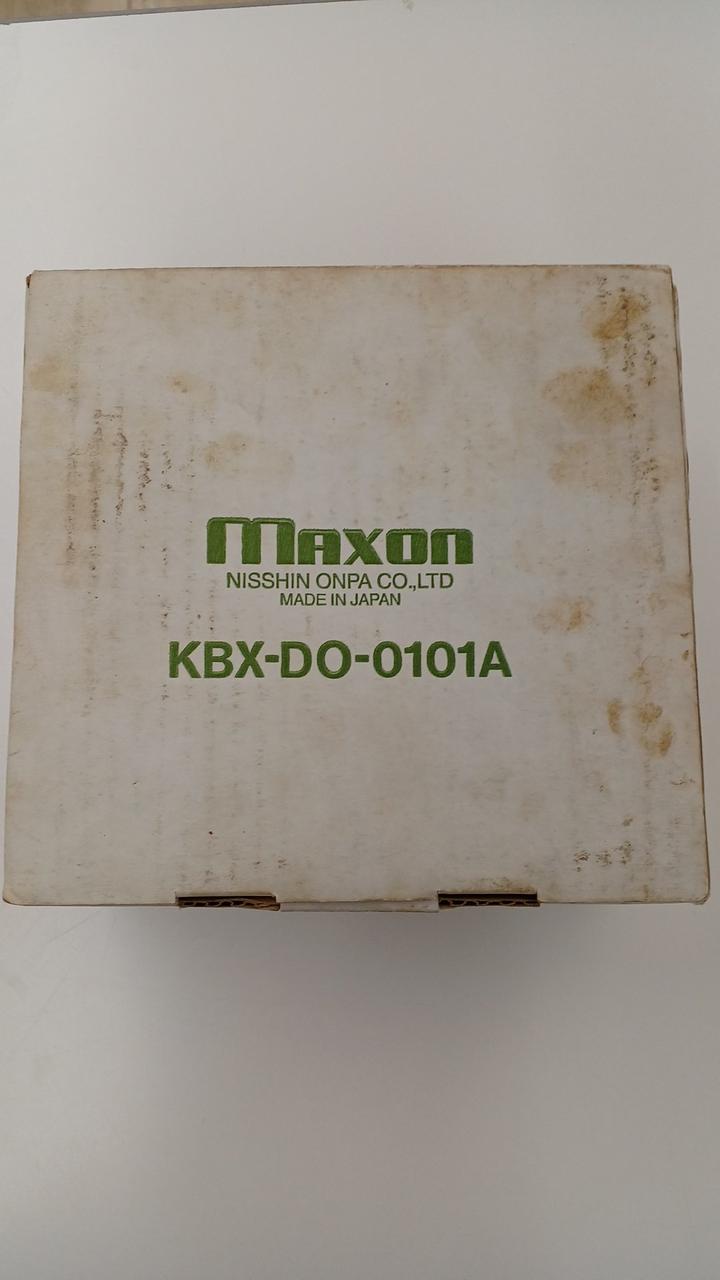 maxon
NISSHIN ONPA CO.,LTD
MADE IN JAPAN
KBX-DO-0101A